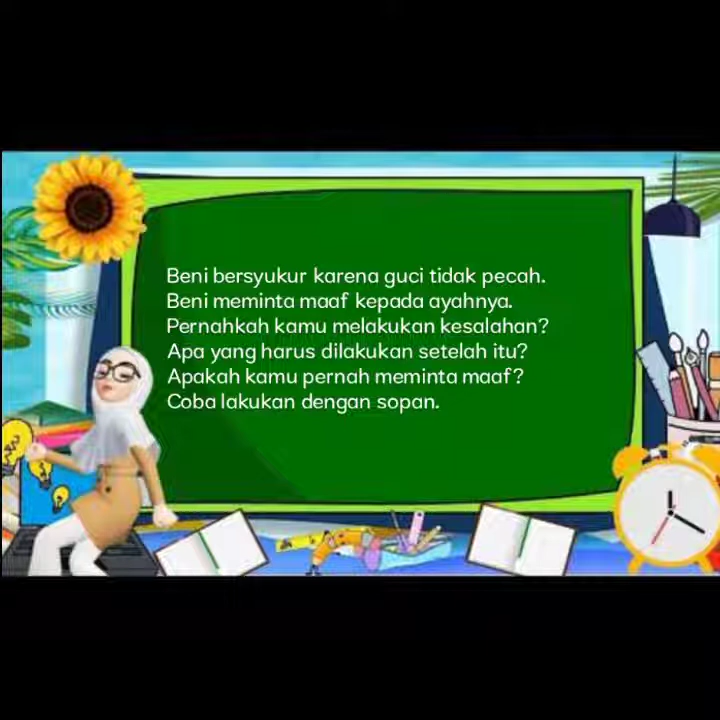 Beni bersyukur karena guci tidak pecah.
Beni meminta maaf kepada ayahnya.
Pernahkah kamu melakukan kesalahan?
Apa yang harus dilakukan setelah itu?
Apakah kamu pernah meminta maaf?
Coba lakukan dengan sopan.